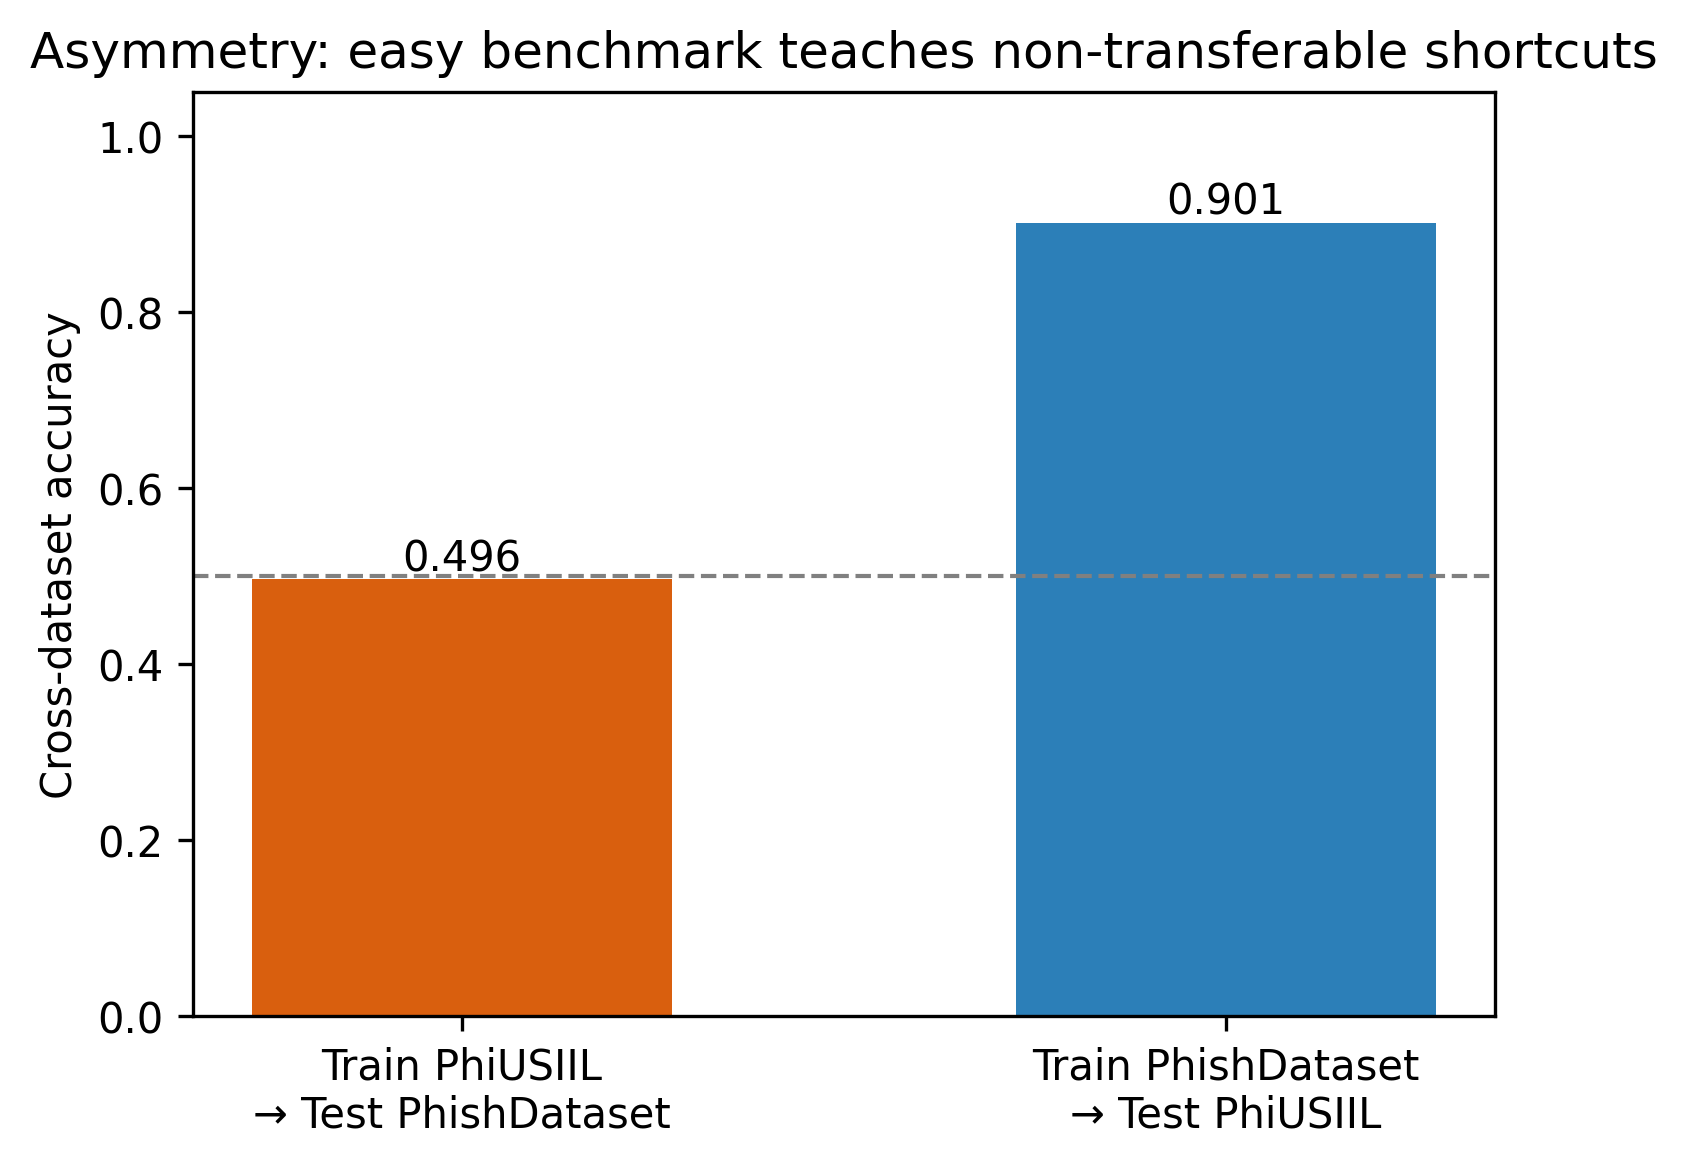 Asymmetry: easy benchmark teaches non-transferable shortcuts
Cross-dataset accuracy
1.0
0.8
0.6
0.4
0.2
0.0
0.496
0.901
Train PhiUSIIL
→ Test PhishDataset
Train PhishDataset
→ Test PhiUSIIL